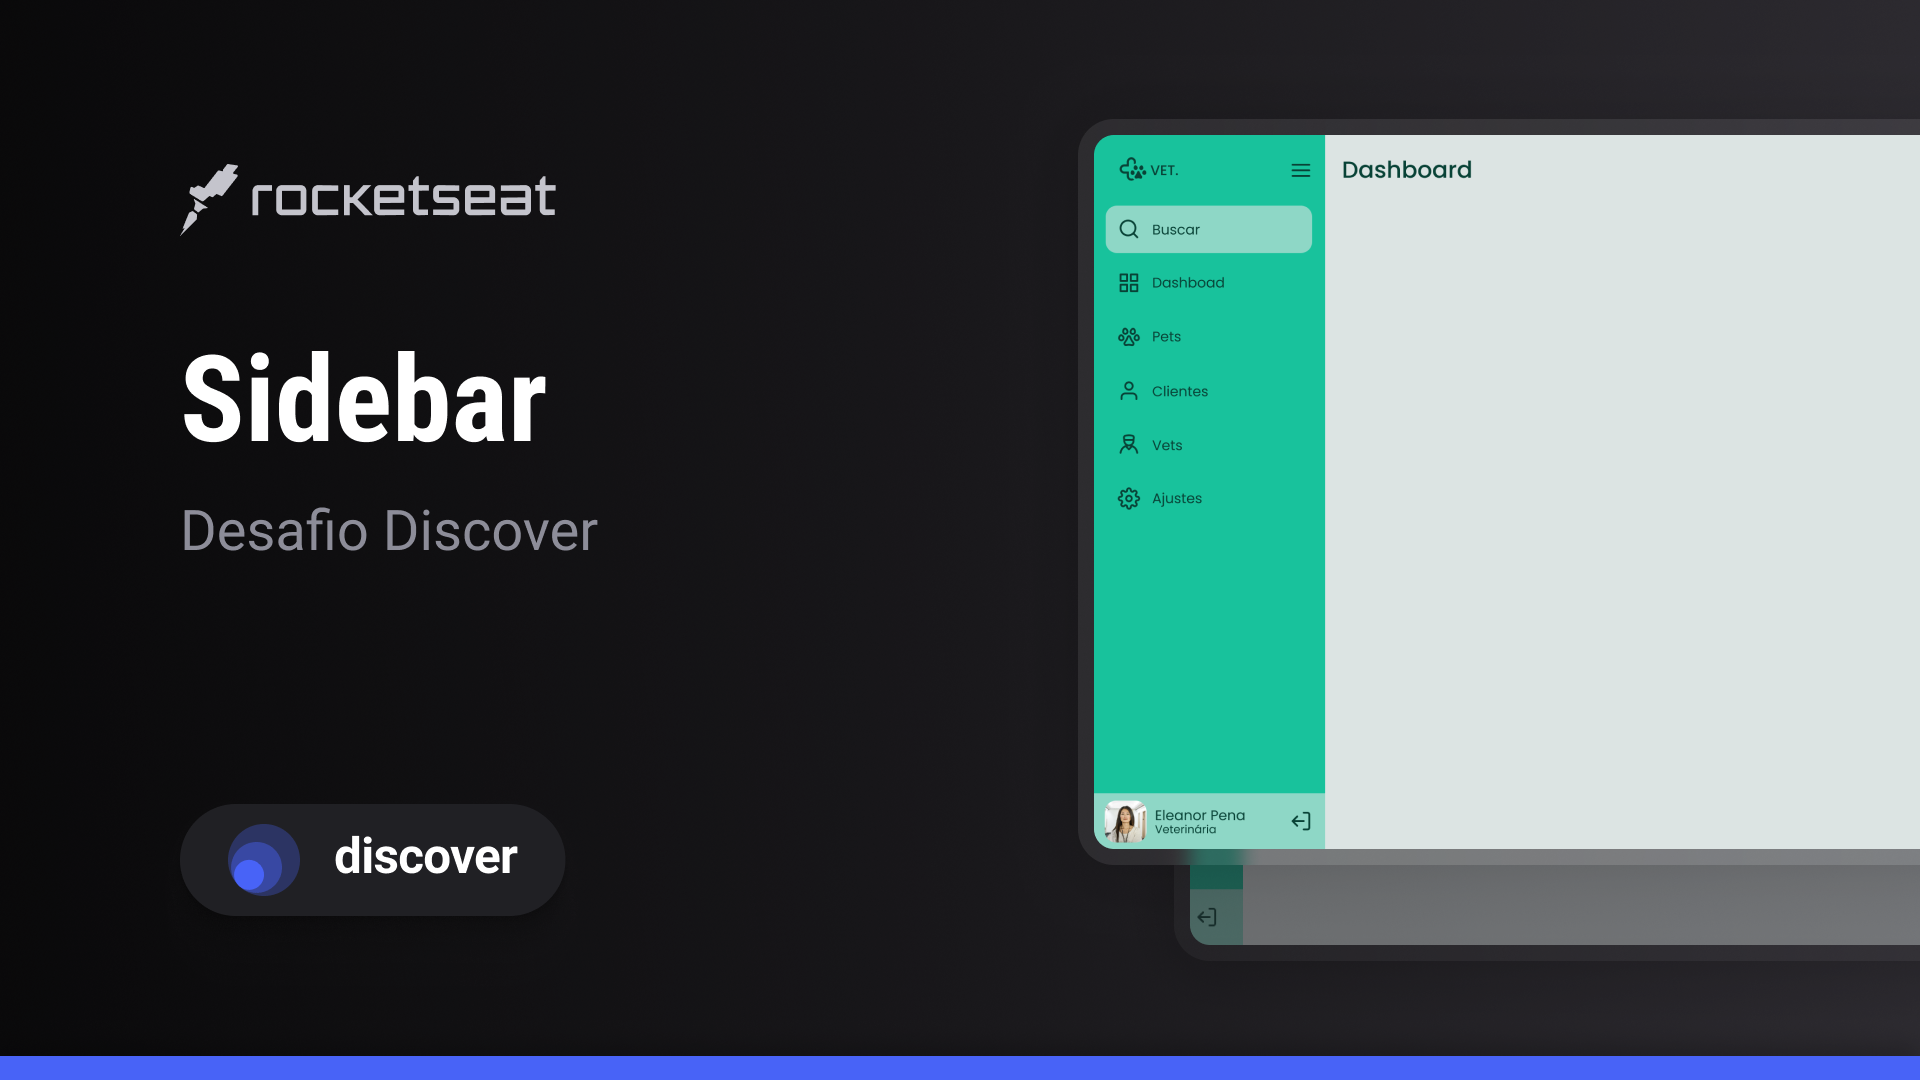 rocketseat
Sidebar
Desafio Discover
discover
VET.
Dashboard
Buscar
Dashboad
Pets
Clientes
Vets
Ajustes
Eleanor Pena
Veterinária